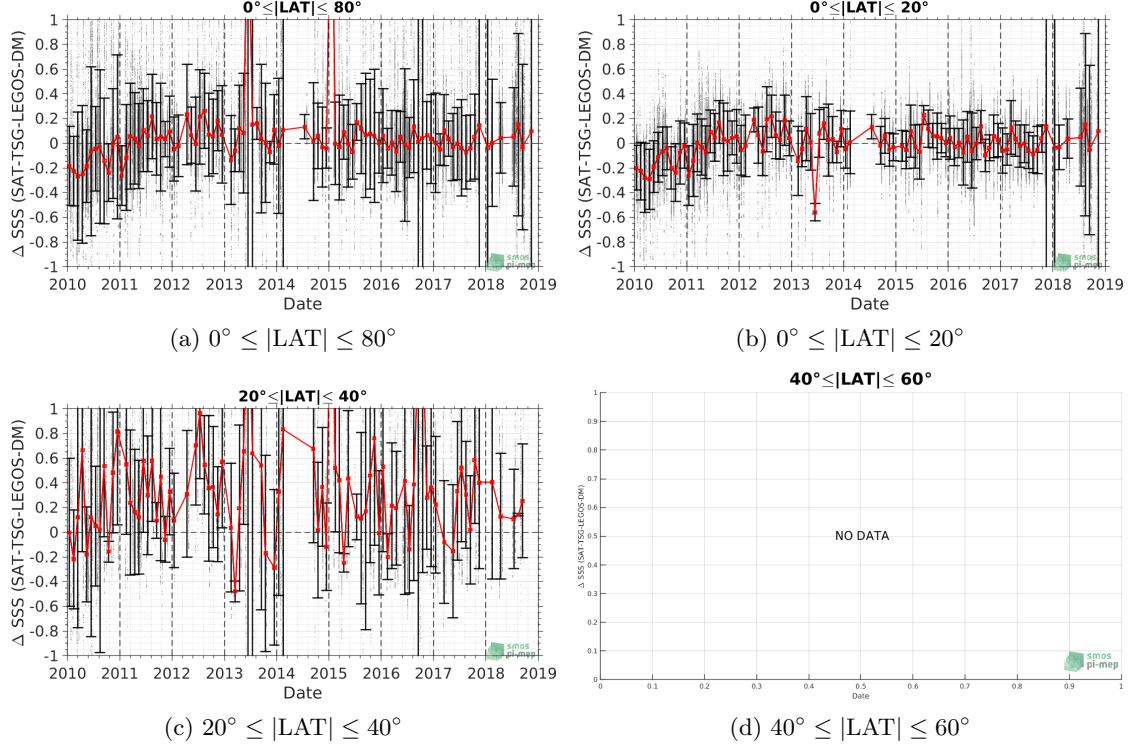 0°≤|LAT|≤ 80°
1
0.8
0.6
0.4
0.2
0
-0.2
-0.4
-0.6
-0.8
-1
Δ SSS (SAT-TSG-LEGOS-DM)
2010 2011 2012 2013 2014 2015 2016 2017 2018 2019
Date
smos
pi-mep
(a) 0° ≤ |LAT| ≤ 80°
0°≤|LAT|≤ 20°
1
0.8
0.6
0.4
0.2
0
-0.2
-0.4
-0.6
-0.8
-1
Δ SSS (SAT-TSG-LEGOS-DM)
2010 2011 2012 2013 2014 2015 2016 2017 2018 2019
Date
smos
pi-mep
(b) 0° ≤ |LAT| ≤ 20°
20°≤|LAT|≤ 40°
1
0.8
0.6
0.4
0.2
0
-0.2
-0.4
-0.6
-0.8
-1
Δ SSS (SAT-TSG-LEGOS-DM)
2010 2011 2012 2013 2014 2015 2016 2017 2018 2019
Date
smos
pi-mep
(c) 20° ≤ |LAT| ≤ 40°
40°≤|LAT|≤ 60°
1
0.9
0.8
0.7
0.6
0.5
0.4
0.3
0.2
0.1
0
Δ SSS (SAT-TSG-LEGOS-DM)
NO DATA
0 0.1 0.2 0.3 0.4 0.5 0.6 0.7 0.8 0.9 1
Date
smos
pi-mep
(d) 40° ≤ |LAT| ≤ 60°